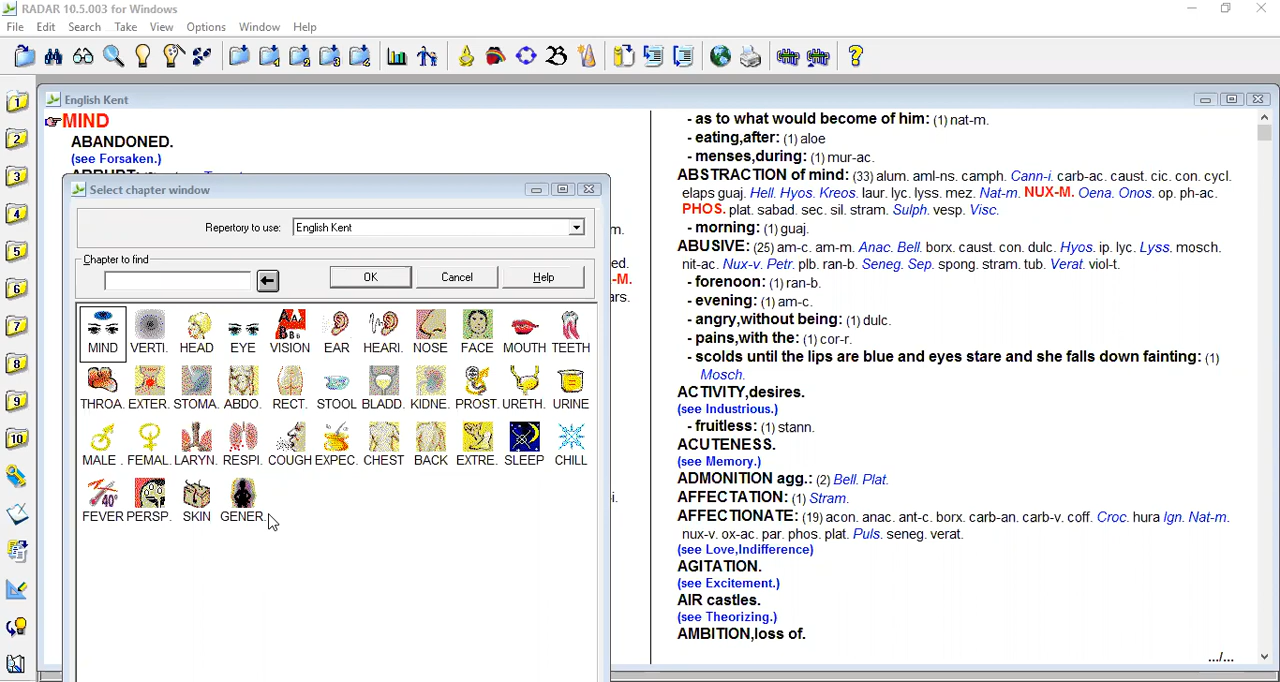 RADAR 10.5.003 for Windows
File Edit Search Take View Options Window Help
English Kent
MIND
ABANDONED.
(see Forsaken.)
Select chapter window
Repertory to use: English Kent
Chapter to find
OK Cancel Help
MIND VERTI. HEAD EYE VISION EAR HEARI. NOSE FACE MOUTH TEETH
THROA. EXTER. STOMA. ABDO. RECT. STOOL BLADD. KIDNE. PROST. URETH. URINE
MALE . FEMAL. LARYN. RESPI. COUGH EXPEC. CHEST BACK EXTRE. SLEEP CHILL
FEVER PERSP. SKIN GENER.
1
2
3
4
5
6
7
8
9
10
- as to what would become of him: (1) nat-m.
- eating,after: (1) aloe
- menses,during: (1) mur-ac.
ABSTRACTION of mind: (33) alum. aml-ns. camph. Cann-i. carb-ac. caust. cic. con. cycl.
elaps guaj. Hell. Hyos. Kreos. laur. lyc. lyss. mez. Nat-m. NUX-M. Oena. Onos. op. ph-ac.
PHOS. plat. sabad. sec. sil. stram. Sulph. vesp. Visc.
- morning: (1) guaj.
ABUSIVE: (25) am-c. am-m. Anac. Bell. borx. caust. con. dulc. Hyos. ip. lyc. Lyss. mosch.
nit-ac. Nux-v. Petr. plb. ran-b. Seneg. Sep. spong. stram. tub. Verat. viol-t.
- forenoon: (1) ran-b.
- evening: (1) am-c.
- angry,without being: (1) dulc.
- pains,with the: (1) cor-r.
- scolds until the lips are blue and eyes stare and she falls down fainting: (1)
Mosch.
ACTIVITY,desires.
(see Industrious.)
- fruitless: (1) stann.
ACUTENESS.
(see Memory.)
ADMONITION agg.: (2) Bell. Plat.
AFFECTATION: (1) Stram.
AFFECTIONATE: (19) acon. anac. ant-c. borx. carb-an. carb-v. coff. Croc. hura Ign. Nat-m.
nux-v. ox-ac. par. phos. plat. Puls. seneg. verat.
(see Love,Indifference)
AGITATION.
(see Excitement.)
AIR castles.
(see Theorizing.)
AMBITION,loss of.
.../...